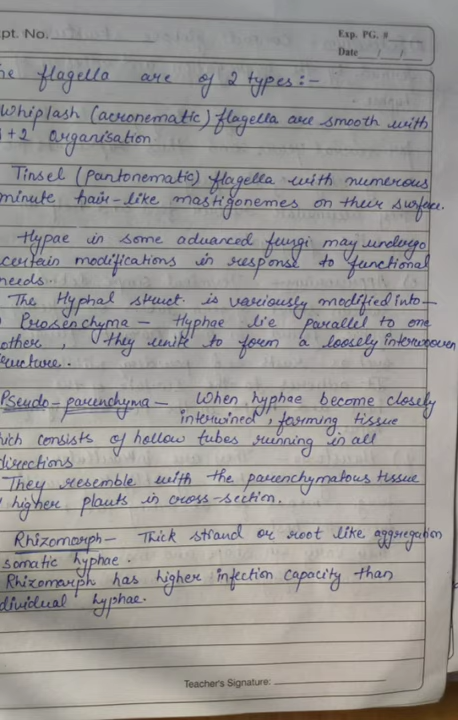 pt. No.
Exp. PG. #
Date / /
he flagella are of 2 types:-
Whiplash (acronematic) flagella are smooth with
+2 organisation
Tinsel (pantonematic) flagella with numerous
minute hair-like mastigonemes on their surface.
Hypae in some advanced fungi may undergo
certain modifications in response to functional
needs.
The Hyphal struct. is variously modified into-
Prosenchyma - Hyphae lie parallel to one
other, they unite to form a loosely interwoven
tructure.
Pseudo-parenchyma - When hyphae become closely
interwined, forming tissue
hich consists of hollow tubes running in all
directions
They resemble with the parenchymatous tissue
higher plants in cross-section.
Rhizomorph- Thick strand or root like aggregation
somatic hyphae.
Rhizomorph has higher infection capacity than
dividual hyphae.
Teacher's Signature: